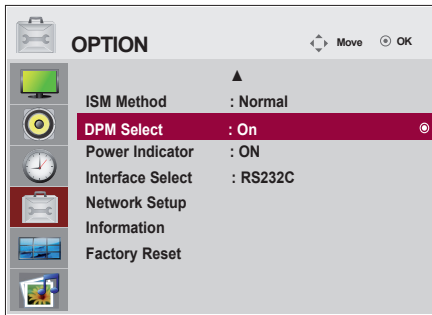 OPTION Move OK
▲
ISM Method : Normal
DPM Select : On
Power Indicator : ON
Interface Select : RS232C
Network Setup
Information
Factory Reset